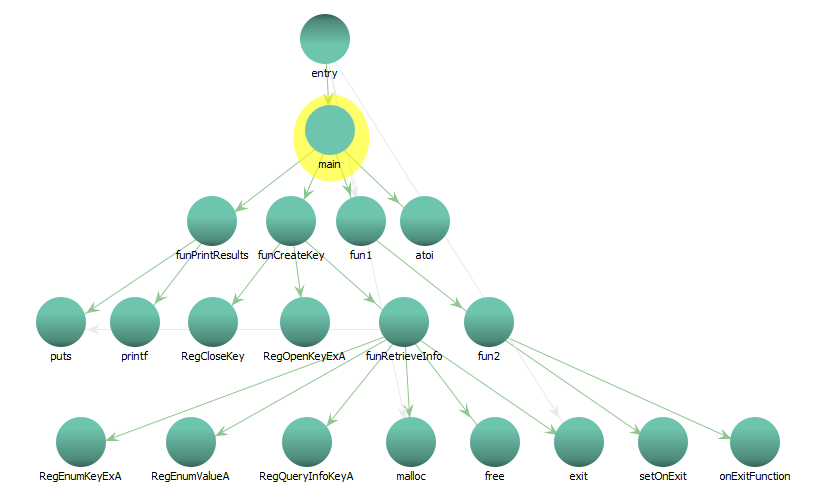 entry
main
funPrintResults
funCreateKey
fun1
atoi
puts
printf
RegCloseKey
RegOpenKeyExA
funRetrieveInfo
fun2
RegEnumKeyExA
RegEnumValueA
RegQueryInfoKeyA
malloc
free
exit
setOnExit
onExitFunction